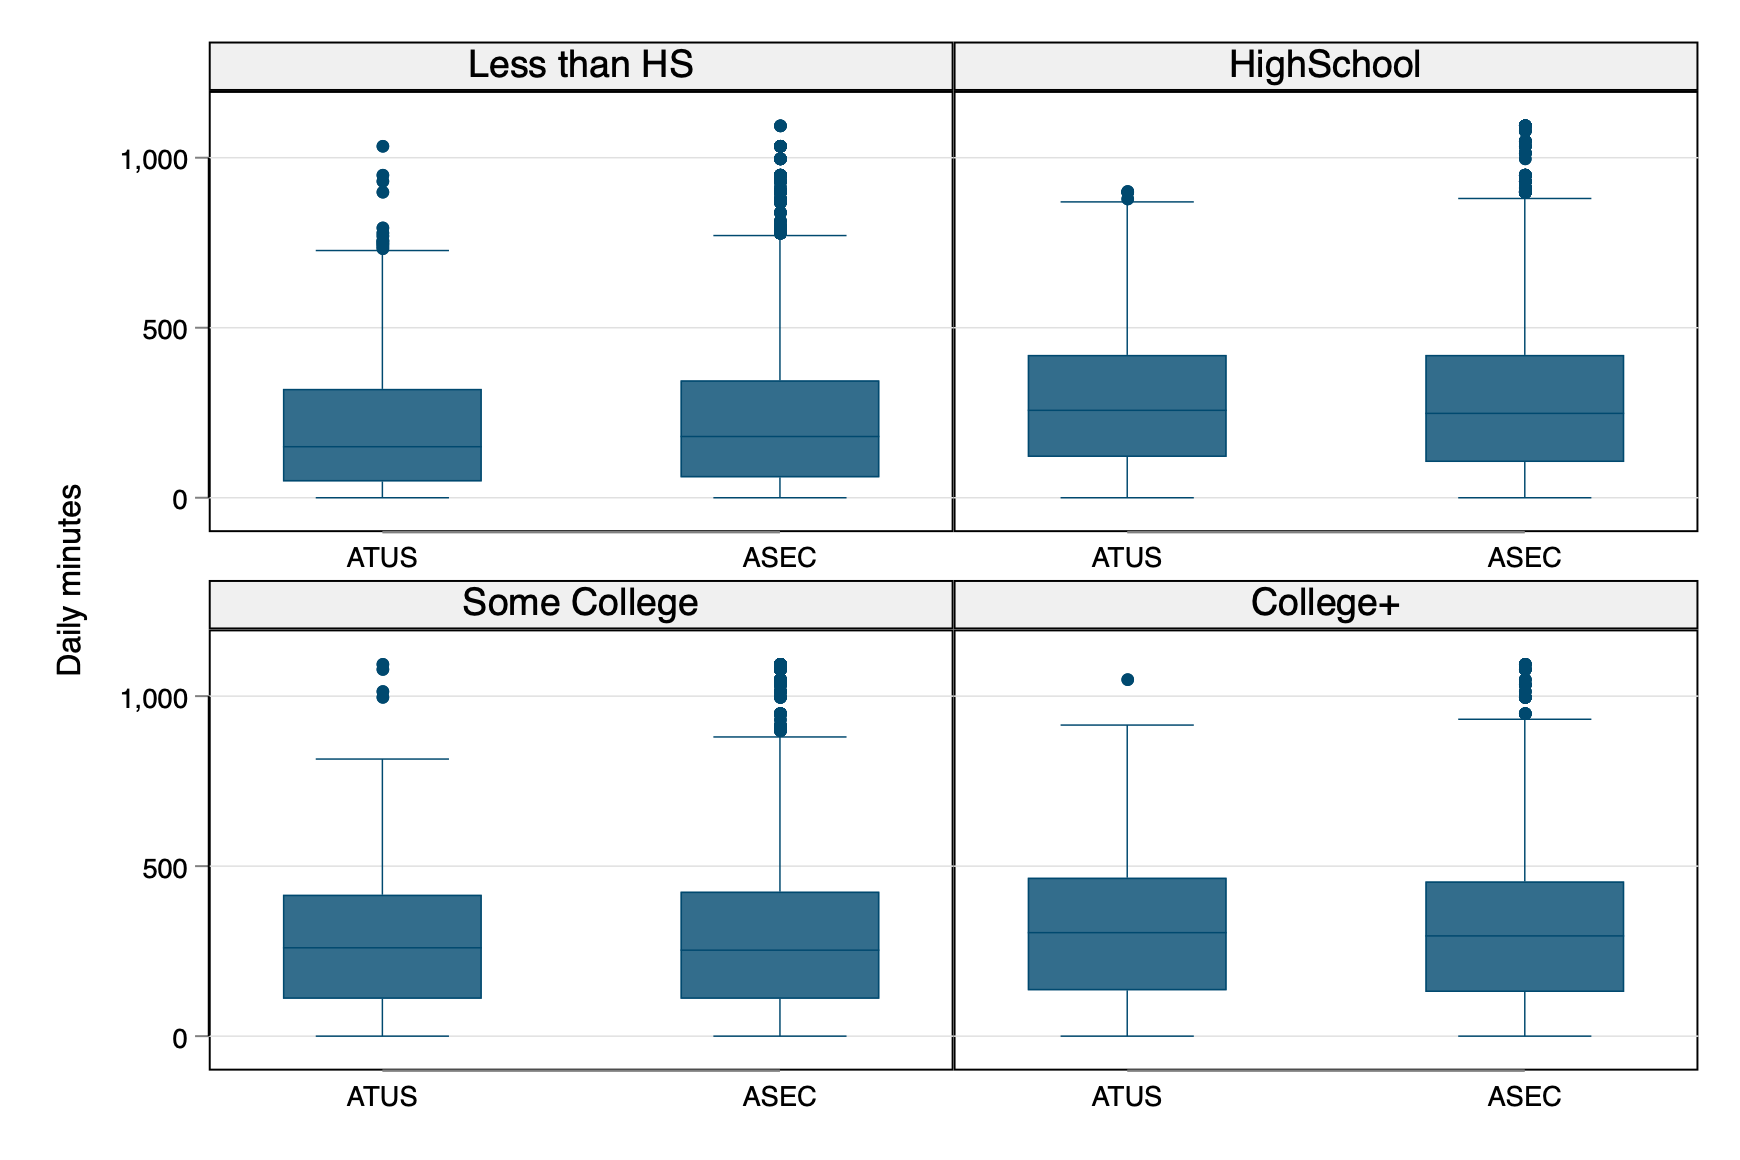 Daily minutes
Less than HS
HighSchool
1,000
500
0
ATUS
ASEC
ATUS
ASEC
Some College
College+
1,000
500
0
ATUS
ASEC
ATUS
ASEC